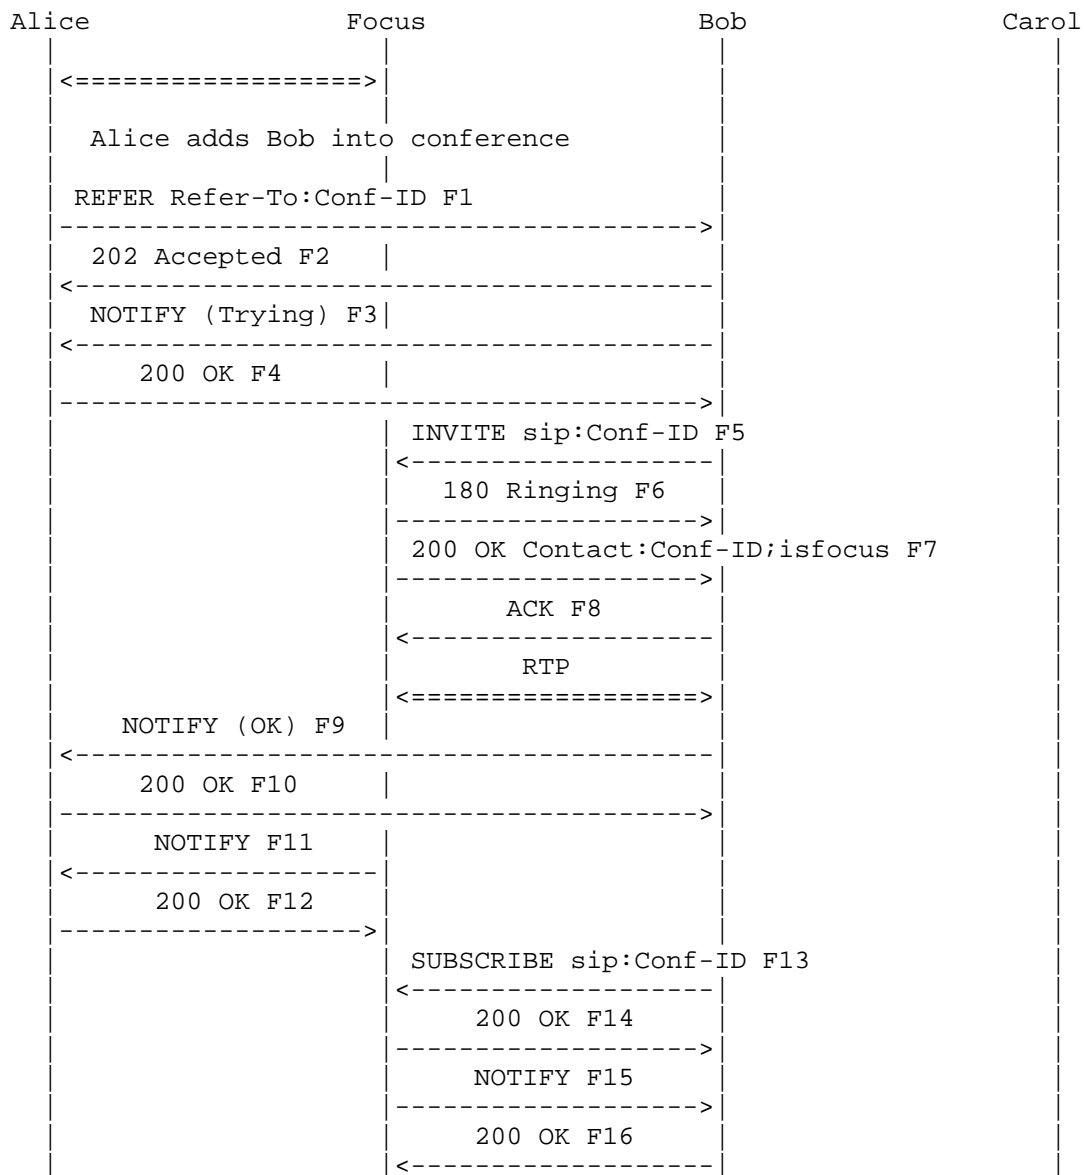 Alice Focus Bob Carol
Alice adds Bob into conference
REFER Refer-To:Conf-ID F1
202 Accepted F2
NOTIFY (Trying) F3
200 OK F4
INVITE sip:Conf-ID F5
180 Ringing F6
200 OK Contact:Conf-ID;isfocus F7
ACK F8
RTP
NOTIFY (OK) F9
200 OK F10
NOTIFY F11
200 OK F12
SUBSCRIBE sip:Conf-ID F13
200 OK F14
NOTIFY F15
200 OK F16